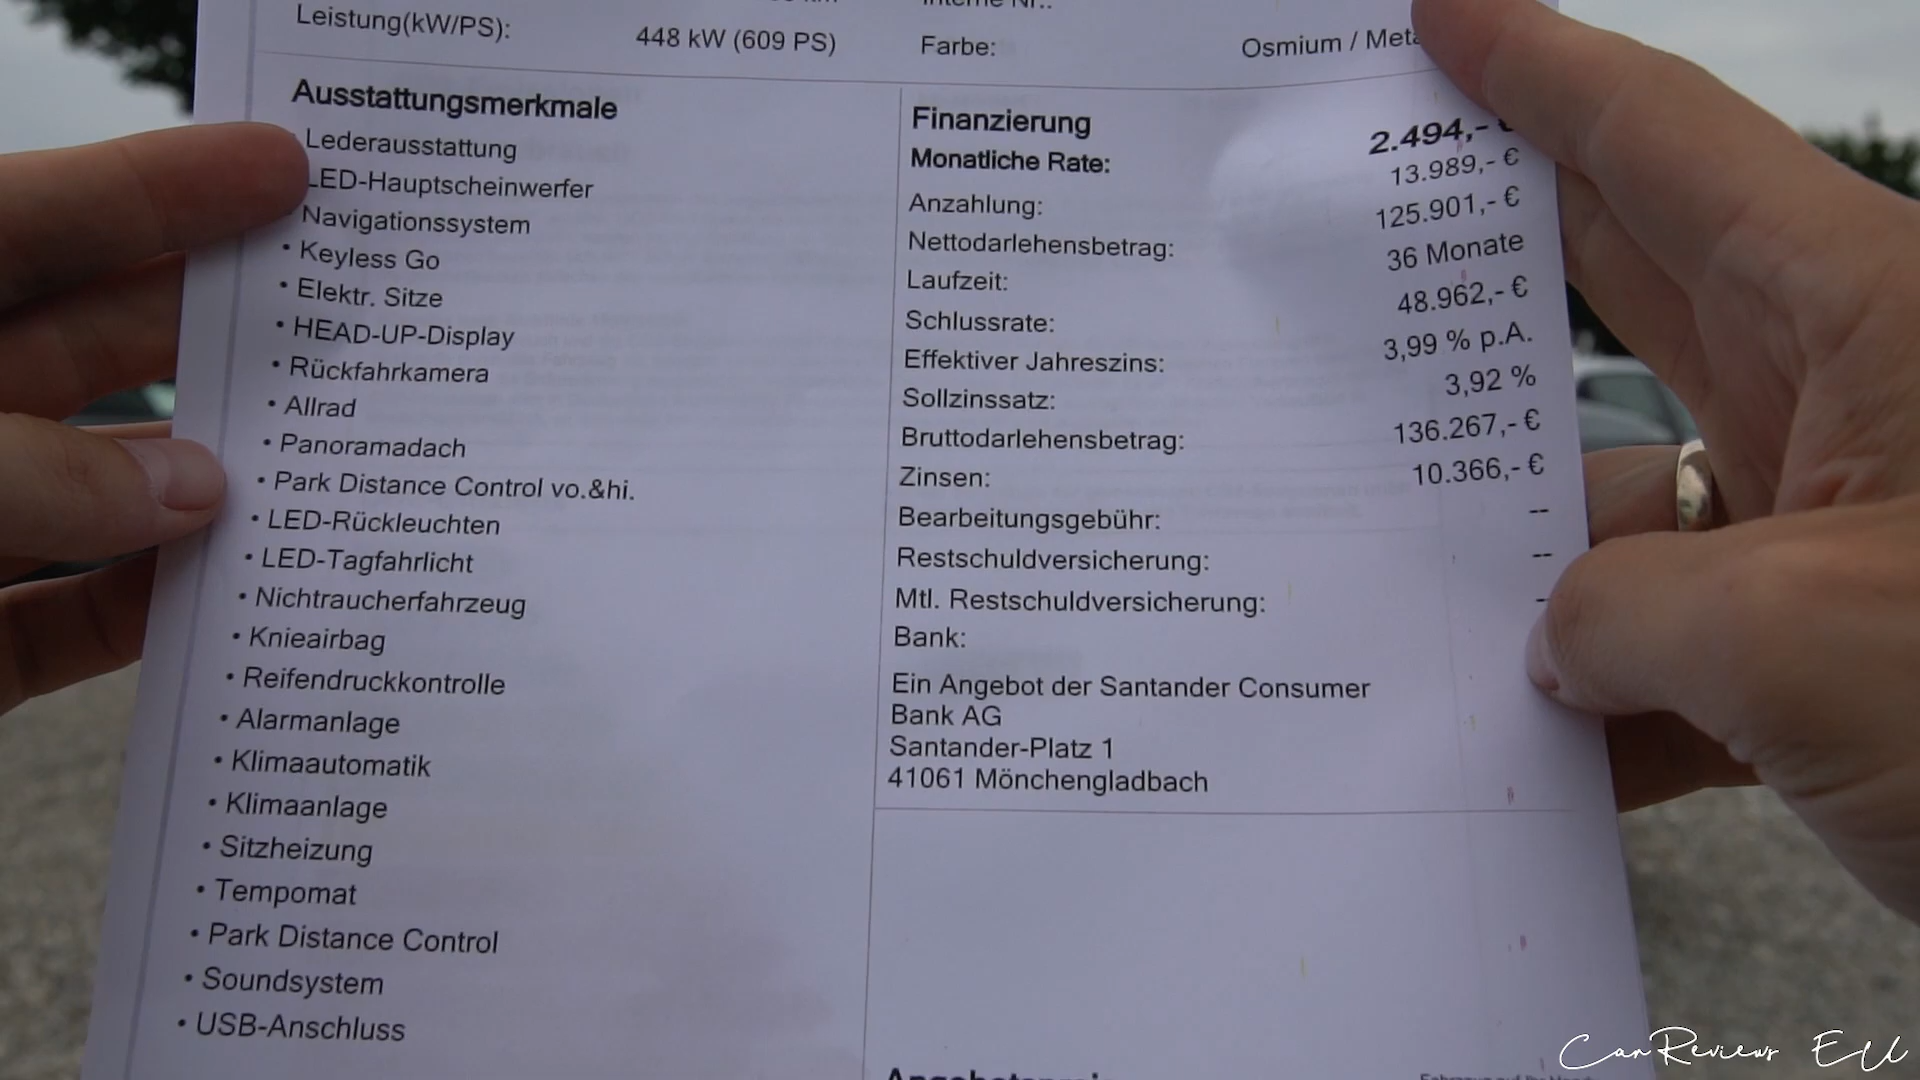 Leistung(kW/PS): 448 kW (609 PS)
Farbe: Osmium /
Ausstattungsmerkmale
Lederausstattung
LED-Hauptscheinwerfer
Navigationssystem
• Keyless Go
• Elektr. Sitze
• HEAD-UP-Display
• Rückfahrkamera
• Allrad
• Panoramadach
• Park Distance Control vo.&hi.
• LED-Rückleuchten
• LED-Tagfahrlicht
• Nichtraucherfahrzeug
• Knieairbag
• Reifendruckkontrolle
• Alarmanlage
• Klimaautomatik
• Klimaanlage
• Sitzheizung
• Tempomat
• Park Distance Control
• Soundsystem
• USB-Anschluss
Finanzierung
Monatliche Rate: 2.494,- €
Anzahlung: 13.989,- €
Nettodarlehensbetrag: 125.901,- €
Laufzeit: 36 Monate
Schlussrate: 48.962,- €
Effektiver Jahreszins: 3,99 % p.A.
Sollzinssatz: 3,92 %
Bruttodarlehensbetrag: 136.267,- €
Zinsen: 10.366,- €
Bearbeitungsgebühr: --
Restschuldversicherung: --
Mtl. Restschuldversicherung: -
Bank:
Ein Angebot der Santander Consumer
Bank AG
Santander-Platz 1
41061 Mönchengladbach
CarReviews EU